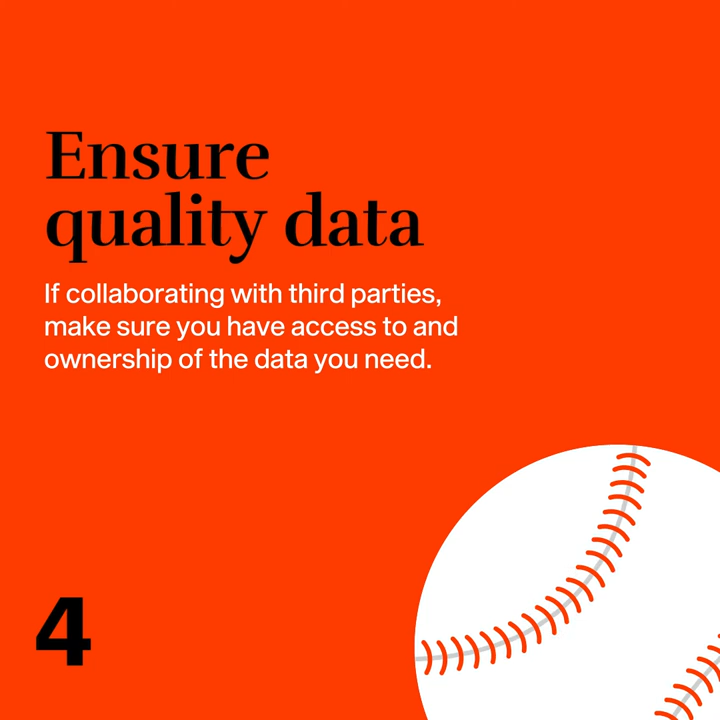 Ensure
quality data
If collaborating with third parties,
make sure you have access to and
ownership of the data you need.
4